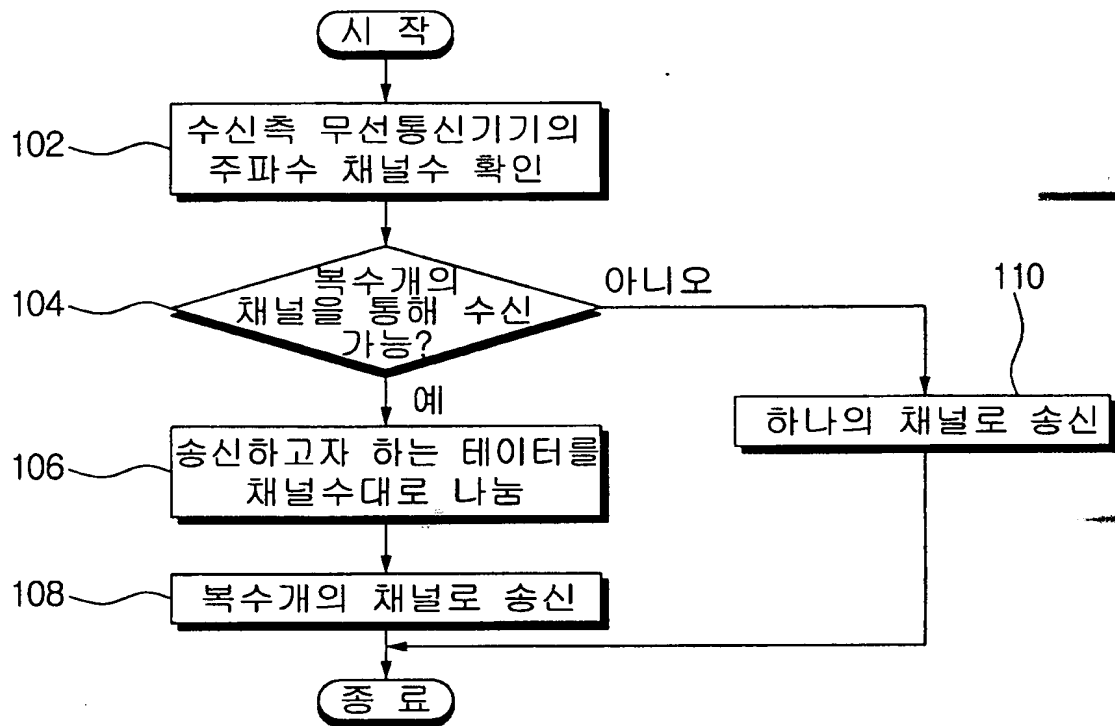 시 작
102
수신측 무선통신기기의
주파수 채널수 확인
104
복수개의
채널을 통해 수신
가능?
아니오
110
예
하나의 채널로 송신
106
송신하고자 하는 테이터를
채널수대로 나눔
108
복수개의 채널로 송신
종 료